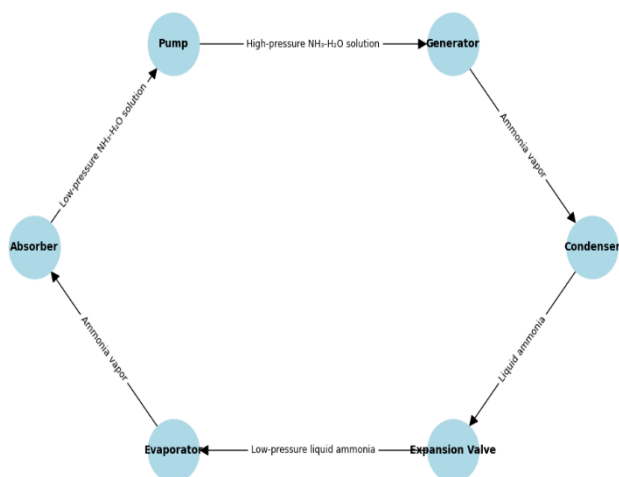 Pump
High-pressure NH₃-H₂O solution
Generator
Low-pressure NH₃-H₂O solution
Ammonia vapor
Absorber
Condenser
Ammonia vapor
Liquid ammonia
Evaporator
Low-pressure liquid ammonia
Expansion Valve